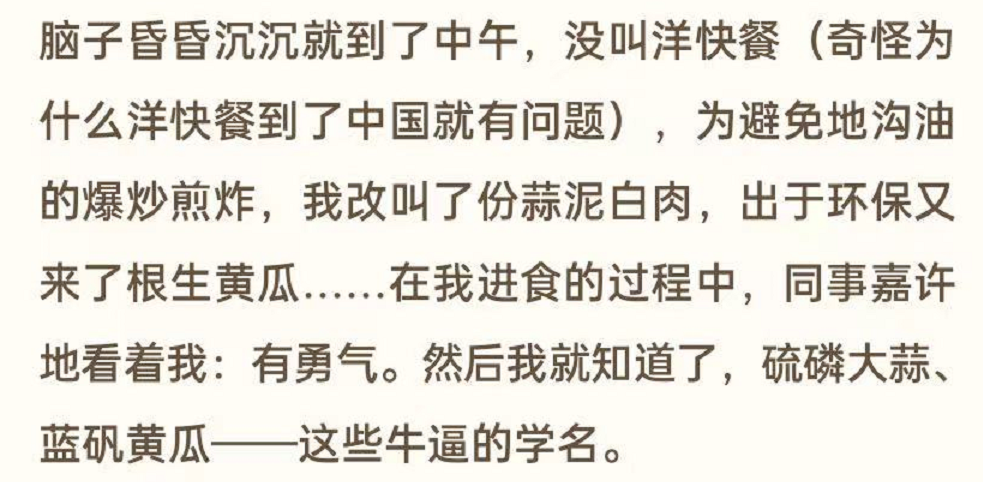 脑子昏昏沉沉就到了中午，没叫洋快餐（奇怪为
什么洋快餐到了中国就有问题），为避免地沟油
的爆炒煎炸，我改叫了份蒜泥白肉，出于环保又
来了根生黄瓜……在我进食的过程中，同事嘉许
地看着我：有勇气。然后我就知道了，硫磷大蒜、
蓝矾黄瓜——这些牛逼的学名。